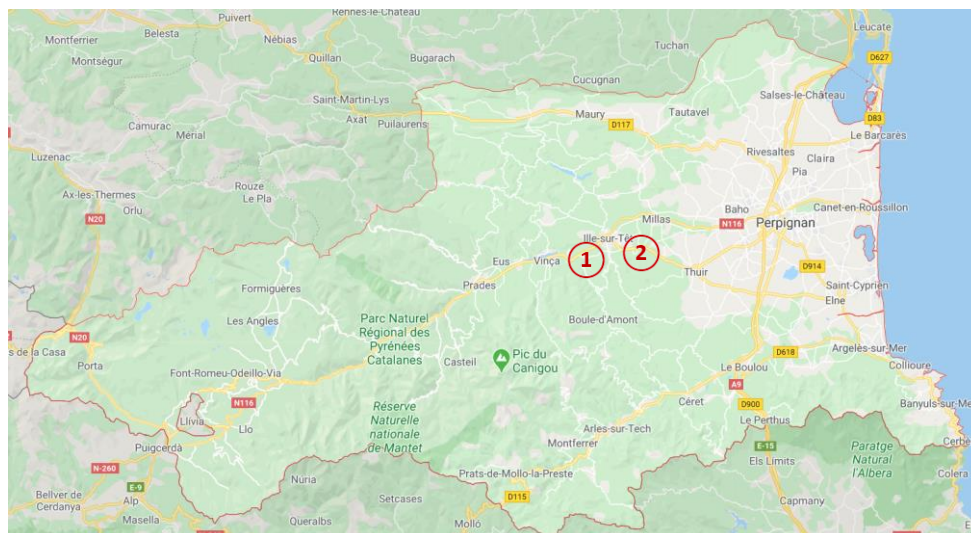 Rennes-le-Château
Puivert
Leucate
Montferrier
Belesta
Nébias
Tuchan
Montségur
Quillan
Bugarach
D627
Cucugnan
Saint-Martin-Lys
Salses-le-Château
Axat
Puilaurens
Maury
Tautavel
D83
Camurac
D117
Mérial
Le Barcarès
Luzenac
Rivesaltes
Claira
Pia
Ax-les-Thermes
Rouze
Le Pla
Orlu
Baho
Canet-en-Roussillon
N20
Millas
N116
Perpignan
Ille-sur-Têt
1
2
Eus
Vinça
Thuir
D914
Prades
Saint-Cyprien
Formiguères
Elne
Les Angles
Parc Naturel
Régional des
Pyrénées
Catalanes
Boule-d'Amont
N20
s de la Casa
Porta
Casteil
Pic du
Canigou
D618
Argelès-sur-Mer
Font-Romeu-Odeillo-Via
Le Boulou
Collioure
A9
N116
Réserve
Naturelle
nationale
de Mantet
Céret
D900
Banyuls-sur-Me
Llívia
Llo
Le Perthus
Arles-sur-Tech
Puigcerdà
Montferrer
E-15
Cerbè
N-260
Els Límits
Paratge
Natural
l'Albera
Prats-de-Mollo-la-Preste
Colera
Núria
E-9
Bellver de
Cerdanya
Alp
D115
Setcases
Capmany
Masella
Queralbs
Molló
E